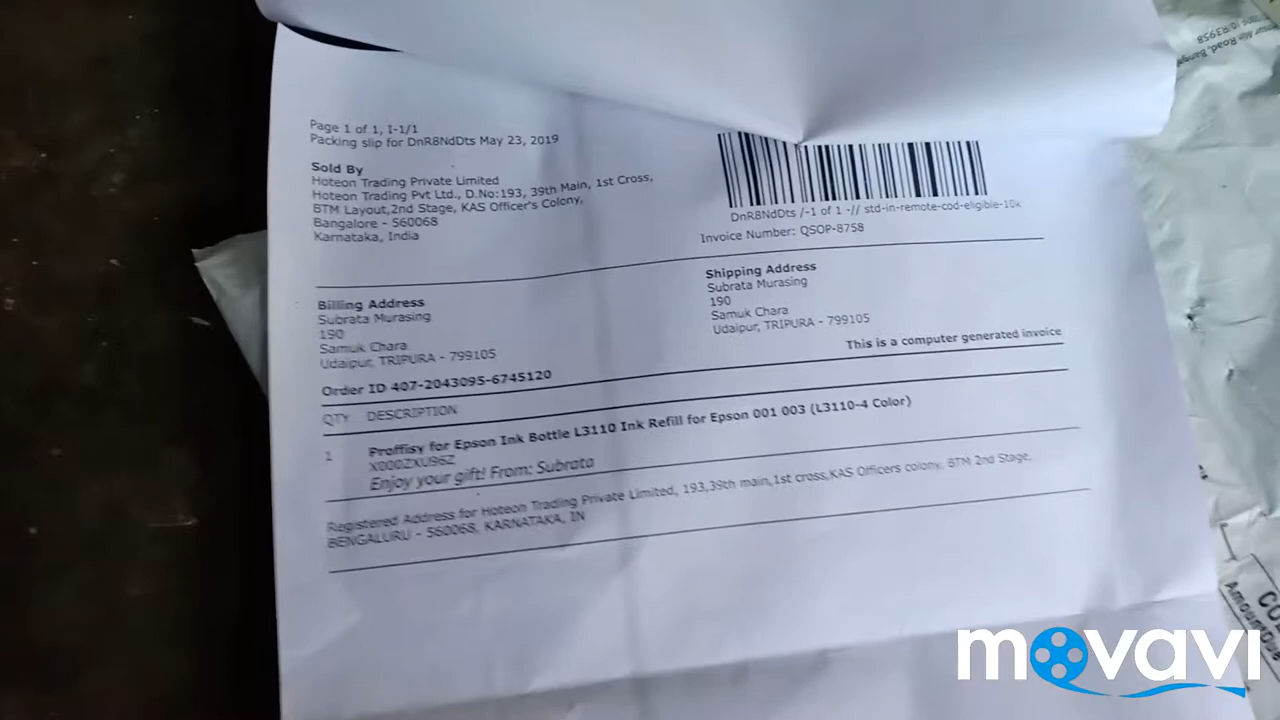 Page 1 of 1, I-1/1
Packing slip for DnR8NdDts May 23, 2019
Sold By
Hoteon Trading Private Limited
Hoteon Trading Pvt Ltd., D.No:193, 39th Main, 1st Cross,
BTM Layout,2nd Stage, KAS Officer's Colony,
Bangalore - 560068
Karnataka, India
DnR8NdDts /-1 of 1 -// std-in-remote-cod-eligible-10k
Invoice Number: QSOP-8758
Billing Address
Subrata Murasing
190
Samuk Chara
Udaipur, TRIPURA - 799105
Shipping Address
Subrata Murasing
190
Samuk Chara
Udaipur, TRIPURA - 799105
This is a computer generated invoice
Order ID 407-2043095-6745120
QTY DESCRIPTION
1 Proffisy for Epson Ink Bottle L3110 Ink Refill for Epson 001 003 (L3110-4 Color)
X000ZXU96Z
Enjoy your gift! From: Subrata
Registered Address for Hoteon Trading Private Limited, 193,39th main,1st cross,KAS Officers colony, BTM 2nd Stage,
BENGALURU - 560068, KARNATAKA, IN
movavi